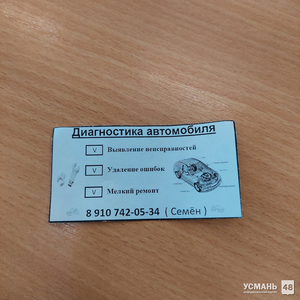 Диагностика автомобиля
V Выявление неисправностей
V Удаление ошибок
V Мелкий ремонт
8 910 742-05-34 ( Семён )
УСМАНЬ 48